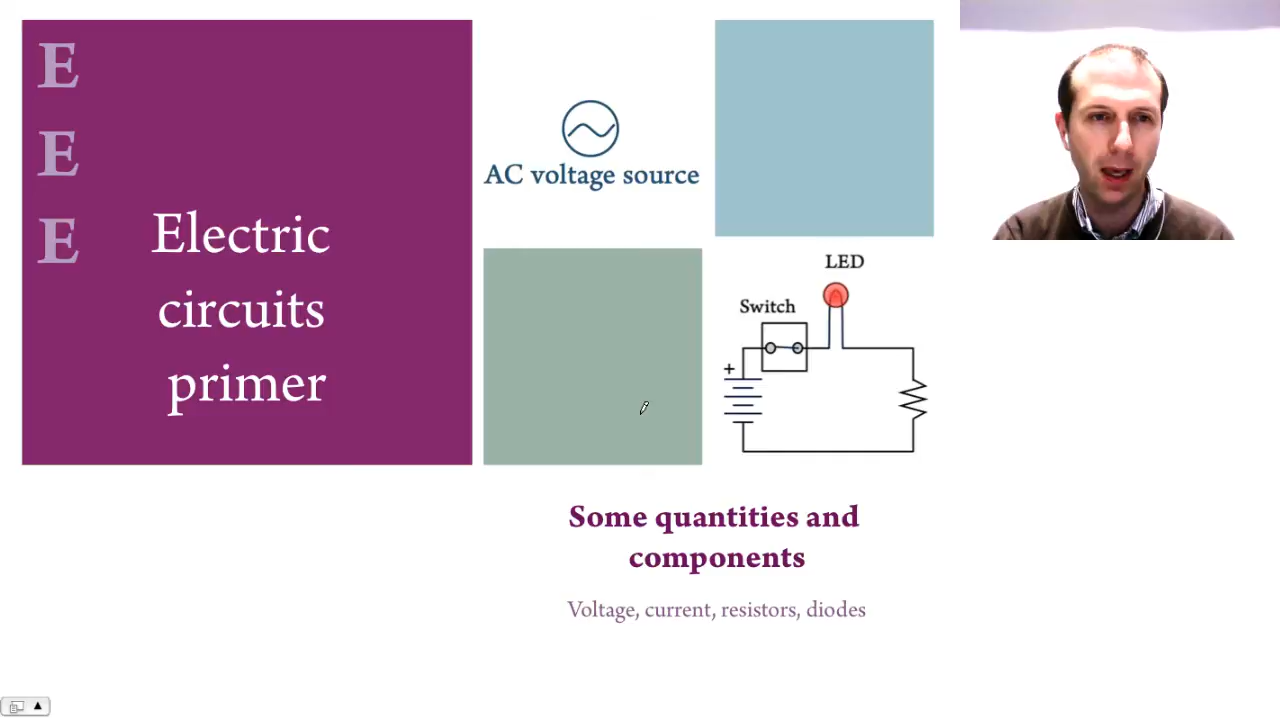 E
E
E
Electric
circuits
primer
AC voltage source
LED
Switch
+
Some quantities and
components
Voltage, current, resistors, diodes